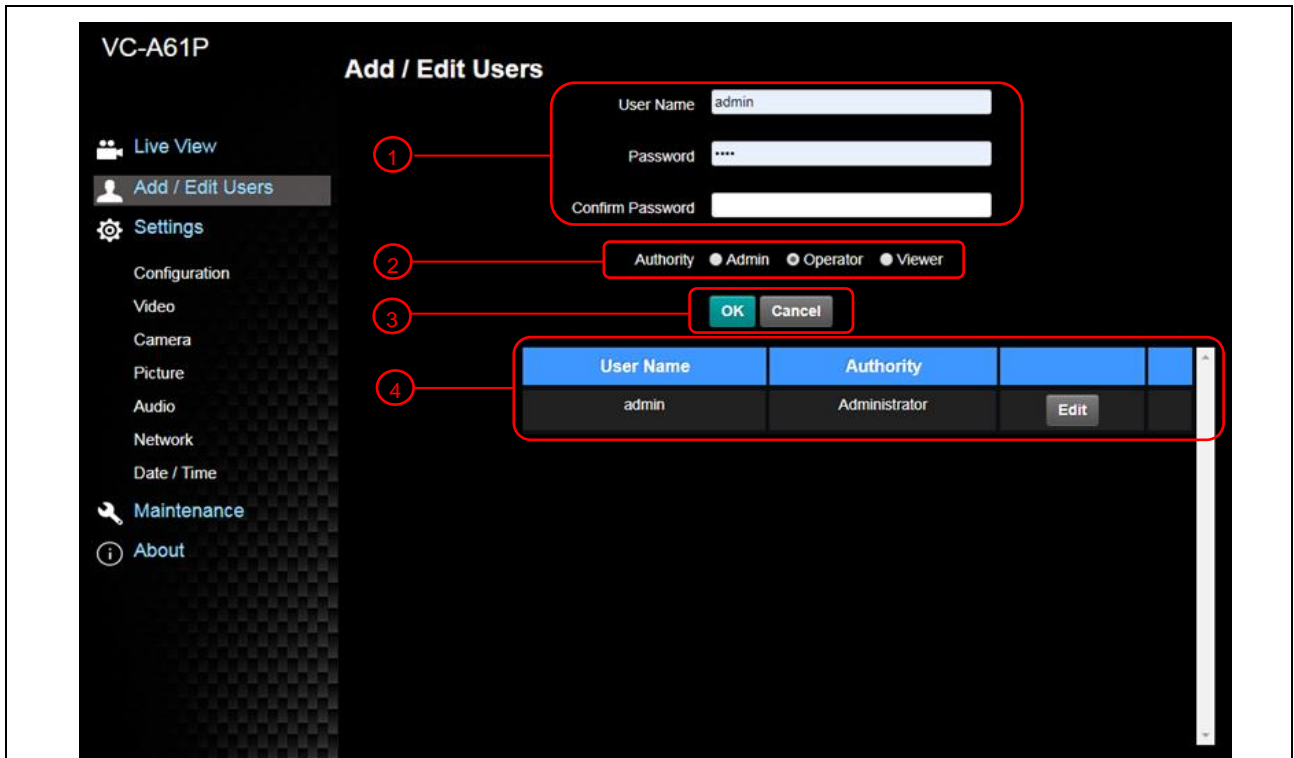 VC-A61P
Add / Edit Users
User Name admin
Live View
1
Password ····
Add / Edit Users
Confirm Password
Settings
2
Authority Admin Operator Viewer
Configuration
Video
3
OK Cancel
Camera
User Name Authority
Picture
4
admin Administrator Edit
Audio
Network
Date / Time
Maintenance
About